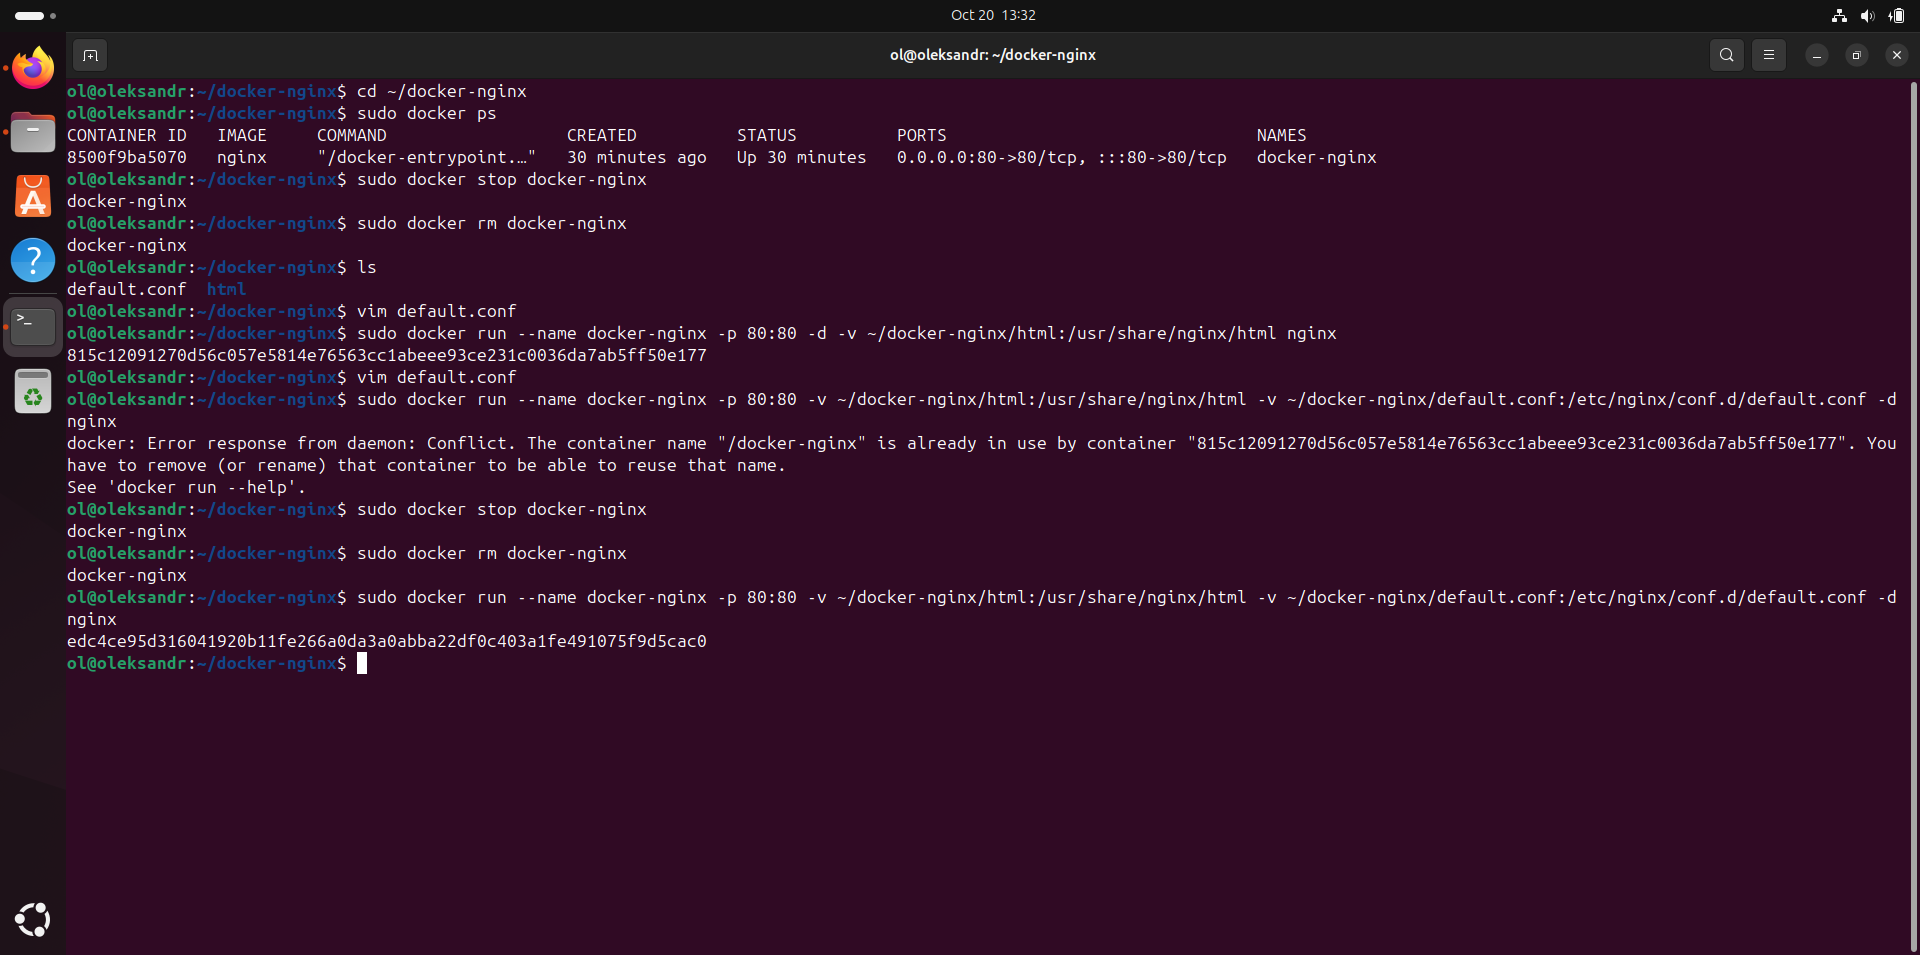 Oct 20 13:32
ol@oleksandr: ~/docker-nginx
ol@oleksandr:~/docker-nginx$ cd ~/docker-nginx
ol@oleksandr:~/docker-nginx$ sudo docker ps
CONTAINER ID   IMAGE     COMMAND                  CREATED          STATUS          PORTS                               NAMES
8500f9ba5070   nginx     "/docker-entrypoint.…"   30 minutes ago   Up 30 minutes   0.0.0.0:80->80/tcp, :::80->80/tcp   docker-nginx
ol@oleksandr:~/docker-nginx$ sudo docker stop docker-nginx
docker-nginx
ol@oleksandr:~/docker-nginx$ sudo docker rm docker-nginx
docker-nginx
ol@oleksandr:~/docker-nginx$ ls
default.conf  html
ol@oleksandr:~/docker-nginx$ vim default.conf
ol@oleksandr:~/docker-nginx$ sudo docker run --name docker-nginx -p 80:80 -d -v ~/docker-nginx/html:/usr/share/nginx/html nginx
815c12091270d56c057e5814e76563cc1abeee93ce231c0036da7ab5ff50e177
ol@oleksandr:~/docker-nginx$ vim default.conf
ol@oleksandr:~/docker-nginx$ sudo docker run --name docker-nginx -p 80:80 -v ~/docker-nginx/html:/usr/share/nginx/html -v ~/docker-nginx/default.conf:/etc/nginx/conf.d/default.conf -d
nginx
docker: Error response from daemon: Conflict. The container name "/docker-nginx" is already in use by container "815c12091270d56c057e5814e76563cc1abeee93ce231c0036da7ab5ff50e177". You
have to remove (or rename) that container to be able to reuse that name.
See 'docker run --help'.
ol@oleksandr:~/docker-nginx$ sudo docker stop docker-nginx
docker-nginx
ol@oleksandr:~/docker-nginx$ sudo docker rm docker-nginx
docker-nginx
ol@oleksandr:~/docker-nginx$ sudo docker run --name docker-nginx -p 80:80 -v ~/docker-nginx/html:/usr/share/nginx/html -v ~/docker-nginx/default.conf:/etc/nginx/conf.d/default.conf -d
nginx
edc4ce95d316041920b11fe266a0da3a0abba22df0c403a1fe491075f9d5cac0
ol@oleksandr:~/docker-nginx$